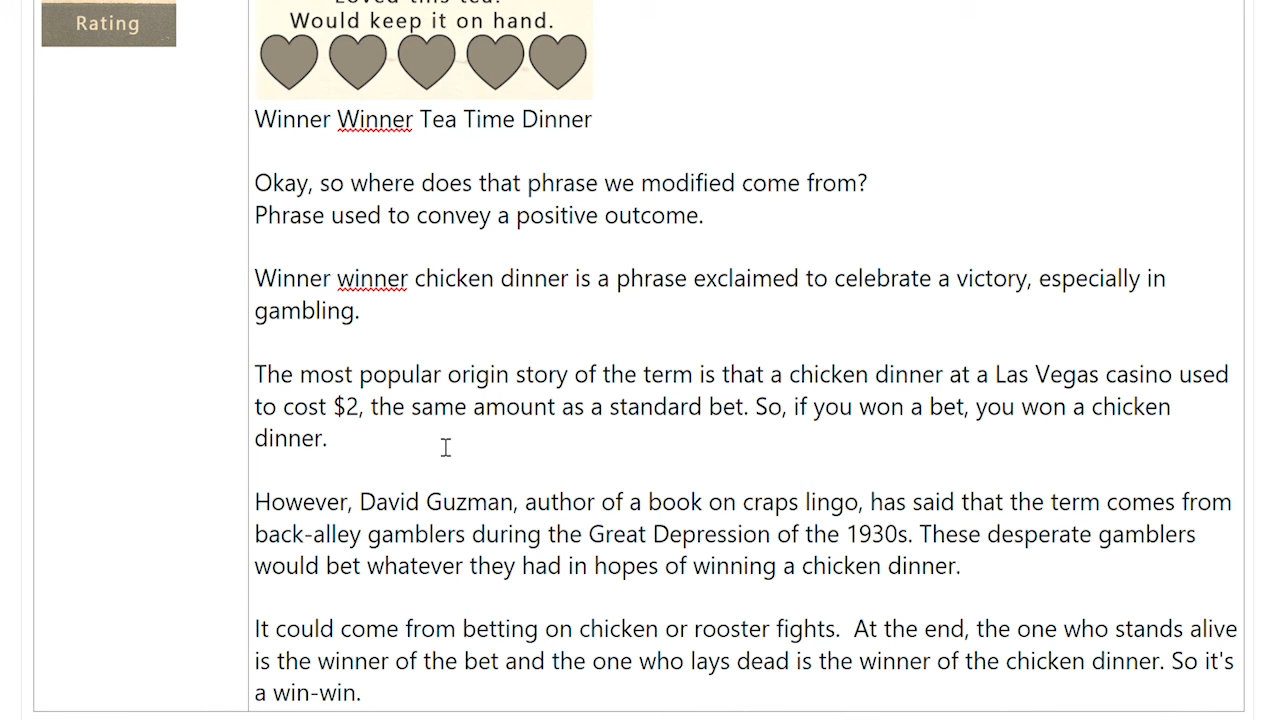 Rating
Loved this tea.
Would keep it on hand.
Winner Winner Tea Time Dinner
Okay, so where does that phrase we modified come from?
Phrase used to convey a positive outcome.
Winner winner chicken dinner is a phrase exclaimed to celebrate a victory, especially in
gambling.
The most popular origin story of the term is that a chicken dinner at a Las Vegas casino used
to cost $2, the same amount as a standard bet. So, if you won a bet, you won a chicken
dinner.
However, David Guzman, author of a book on craps lingo, has said that the term comes from
back-alley gamblers during the Great Depression of the 1930s. These desperate gamblers
would bet whatever they had in hopes of winning a chicken dinner.
It could come from betting on chicken or rooster fights.  At the end, the one who stands alive
is the winner of the bet and the one who lays dead is the winner of the chicken dinner. So it's
a win-win.